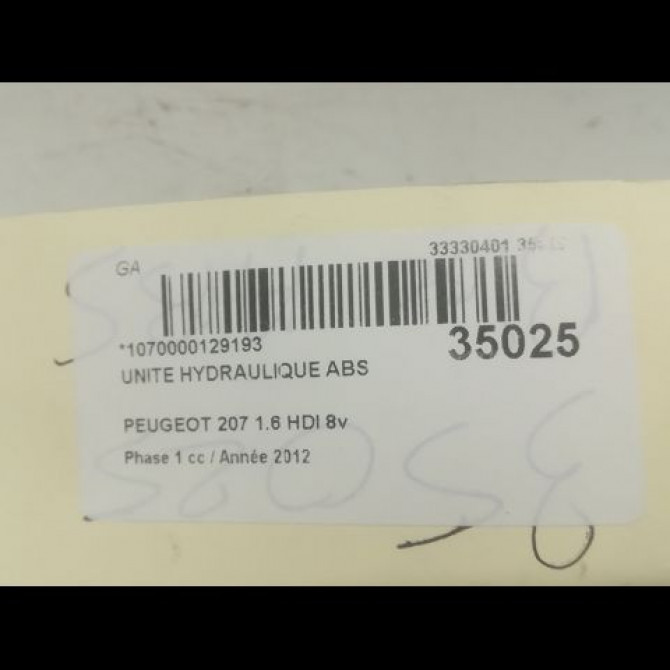 GA
33330401
*1070000129193
35025
UNITE HYDRAULIQUE ABS
PEUGEOT 207 1.6 HDI 8v
Phase 1 cc / Année 2012